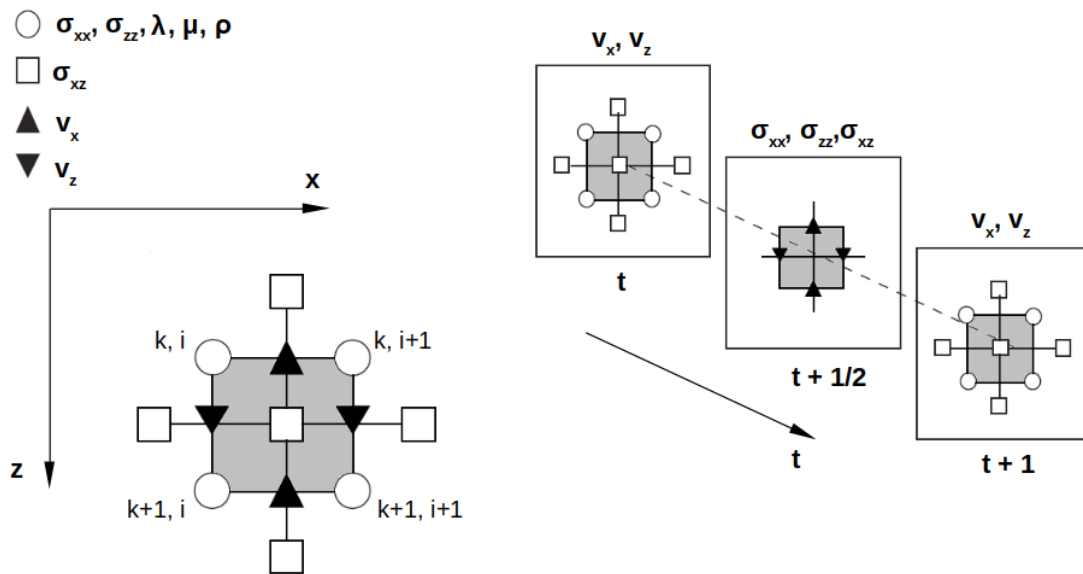 σxx, σzz, λ, μ, ρ
σxz
vx
vz
x
z
k, i
k, i+1
k+1, i
k+1, i+1
vx, vz
t
σxx, σzz,σxz
t + 1/2
vx, vz
t + 1
t